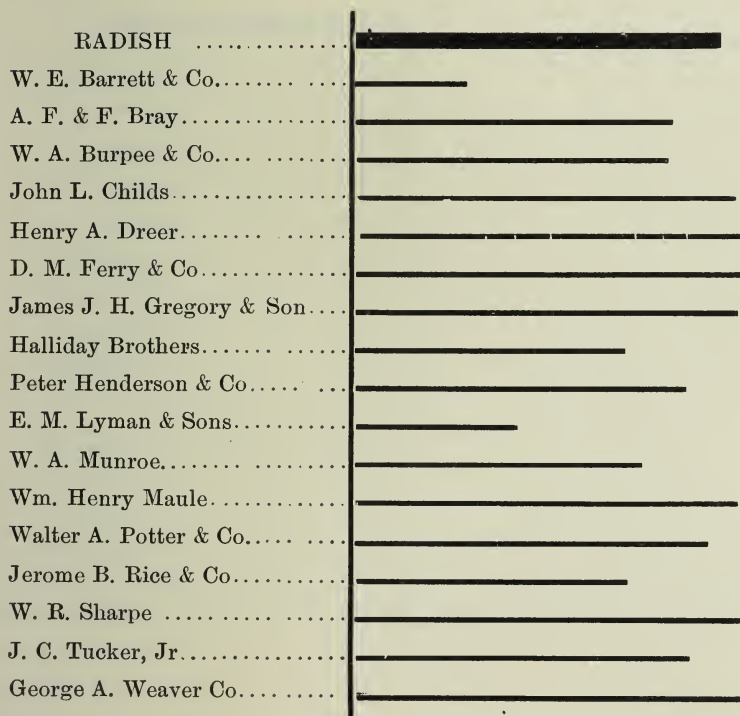 RADISH ..................
W. E. Barrett & Co....... ....
A. F. & F. Bray.................
W. A. Burpee & Co.... ........
John L. Childs..................
Henry A. Dreer........ ........
D. M. Ferry & Co...............
James J. H. Gregory & Son....
Halliday Brothers....... ......
Peter Henderson & Co..... ...
E. M. Lyman & Sons...........
W. A. Munroe........ ..........
Wm. Henry Maule..............
Walter A. Potter & Co..... ....
Jerome B. Rice & Co...........
W. R. Sharpe ..................
J. C. Tucker, Jr.................
George A. Weaver Co.........